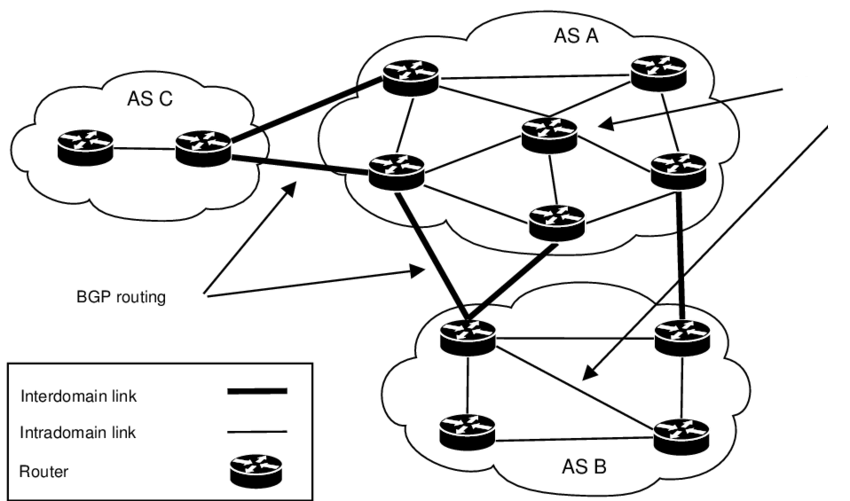 AS A
AS C
BGP routing
Interdomain link
Intradomain link
Router
AS B